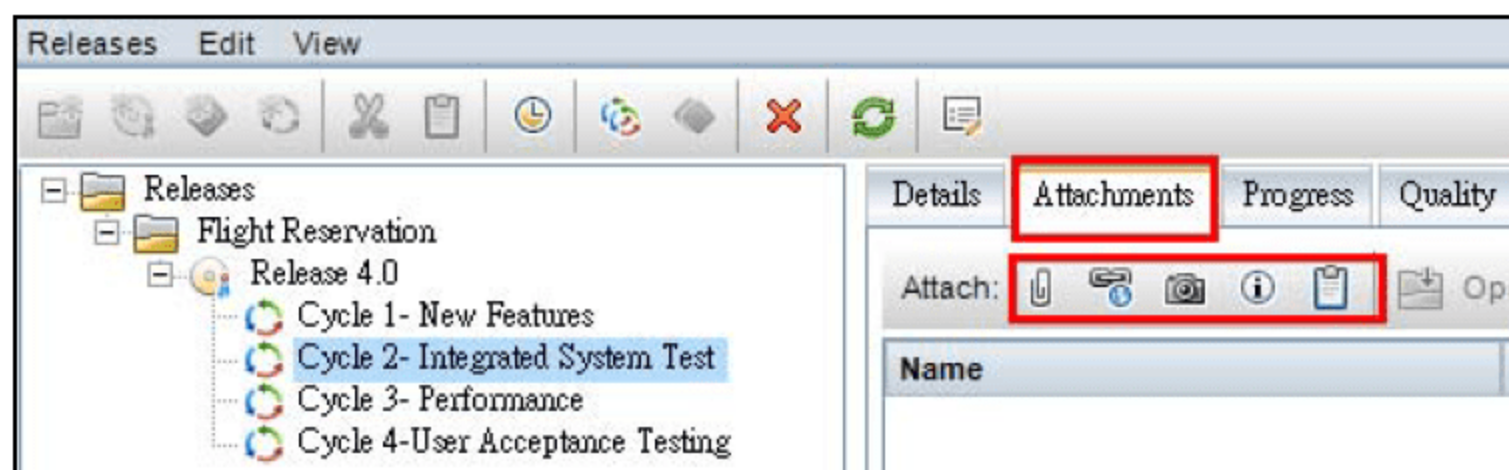 Releases Edit View
Releases
Flight Reservation
Release 4.0
Cycle 1- New Features
Cycle 2- Integrated System Test
Cycle 3- Performance
Cycle 4-User Acceptance Testing
Details Attachments Progress Quality
Attach: Op
Name